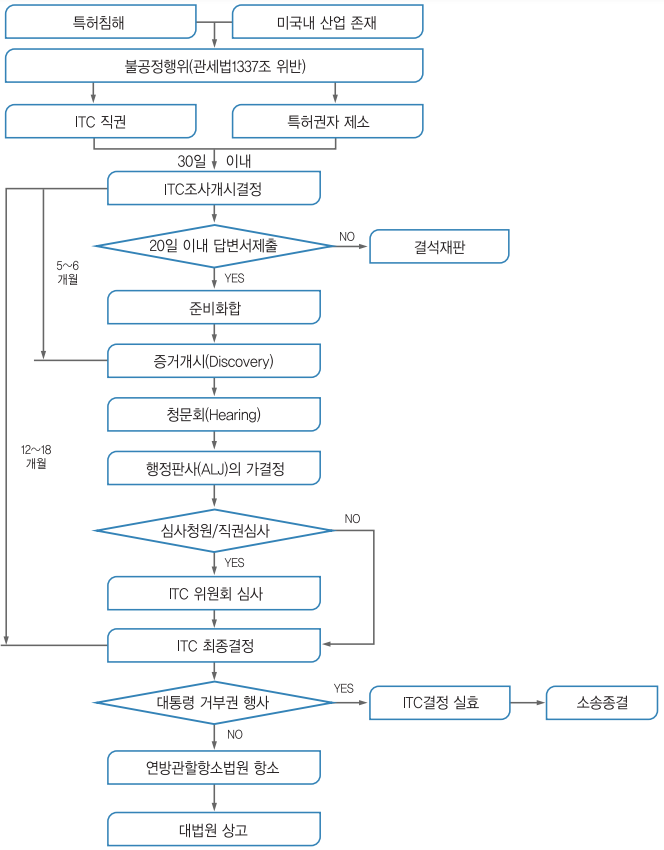 특허침해
미국내 산업 존재
불공정행위(관세법1337조 위반)
ITC 직권
특허권자 제소
30일 이내
ITC조사개시결정
20일 이내 답변서제출
NO
결석재판
YES
5~6
개월
준비화합
증거개시(Discovery)
청문회(Hearing)
12~18
개월
행정판사(ALJ)의 가결정
심사청원/직권심사
NO
YES
ITC 위원회 심사
ITC 최종결정
대통령 거부권 행사
YES
ITC결정 실효
소송종결
NO
연방관할항소법원 항소
대법원 상고